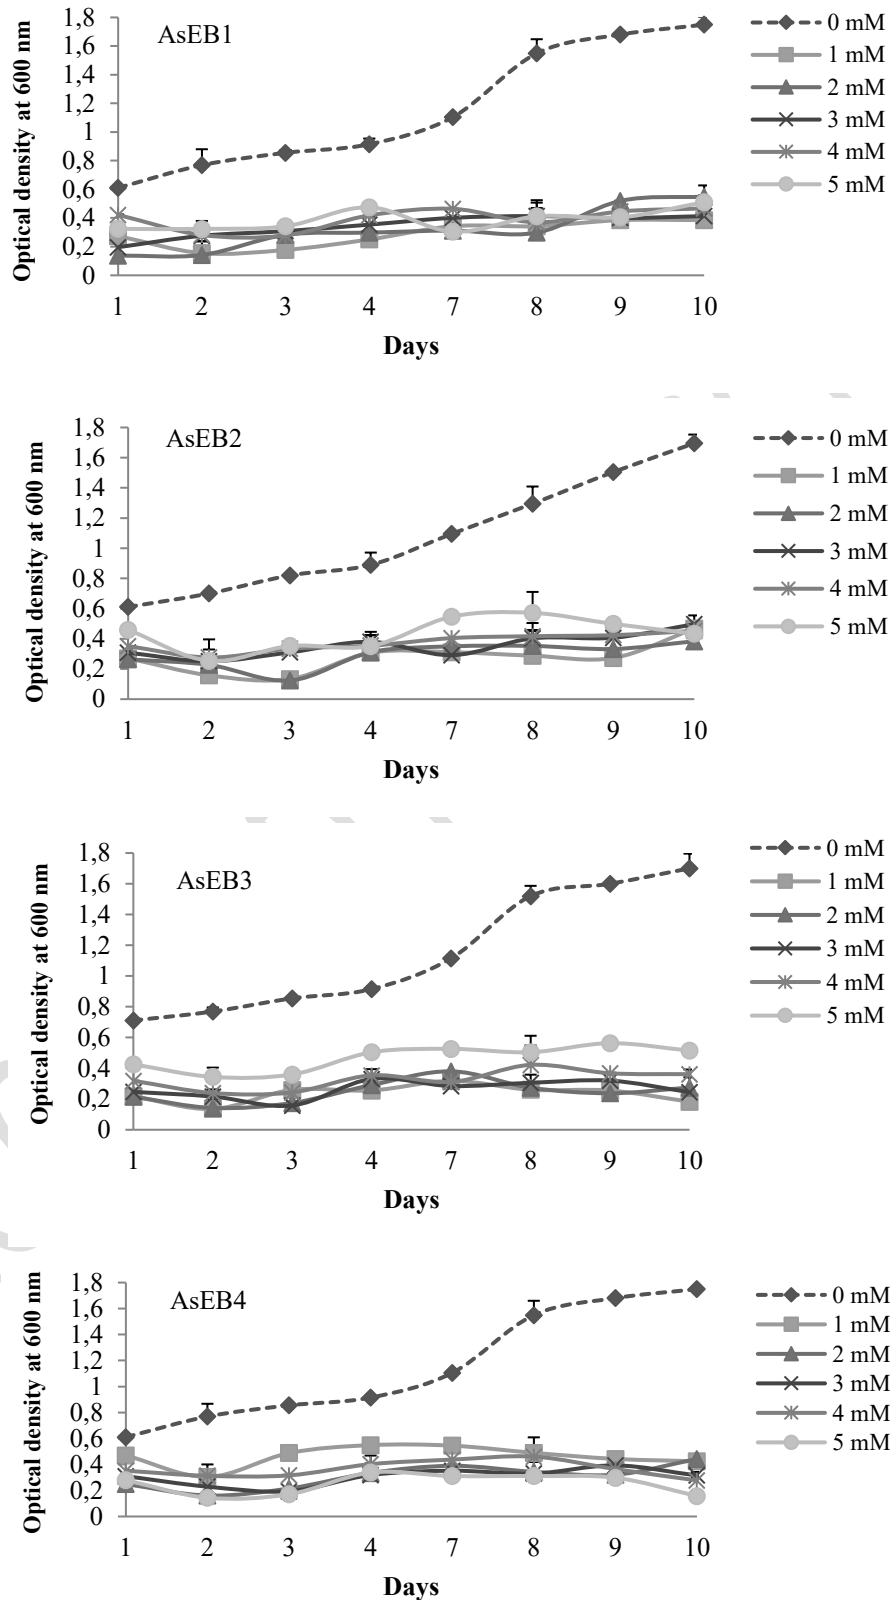 AsEB1
Optical density at 600 nm
1,8
1,6
1,4
1,2
1
0,8
0,6
0,4
0,2
0
1 2 3 4 7 8 9 10
Days
0 mM
1 mM
2 mM
3 mM
4 mM
5 mM
AsEB2
Optical density at 600 nm
1,8
1,6
1,4
1,2
1
0,8
0,6
0,4
0,2
0
1 2 3 4 7 8 9 10
Days
0 mM
1 mM
2 mM
3 mM
4 mM
5 mM
AsEB3
Optical density at 600 nm
1,8
1,6
1,4
1,2
1
0,8
0,6
0,4
0,2
0
1 2 3 4 7 8 9 10
Days
0 mM
1 mM
2 mM
3 mM
4 mM
5 mM
AsEB4
Optical density at 600 nm
1,8
1,6
1,4
1,2
1
0,8
0,6
0,4
0,2
0
1 2 3 4 7 8 9 10
Days
0 mM
1 mM
2 mM
3 mM
4 mM
5 mM